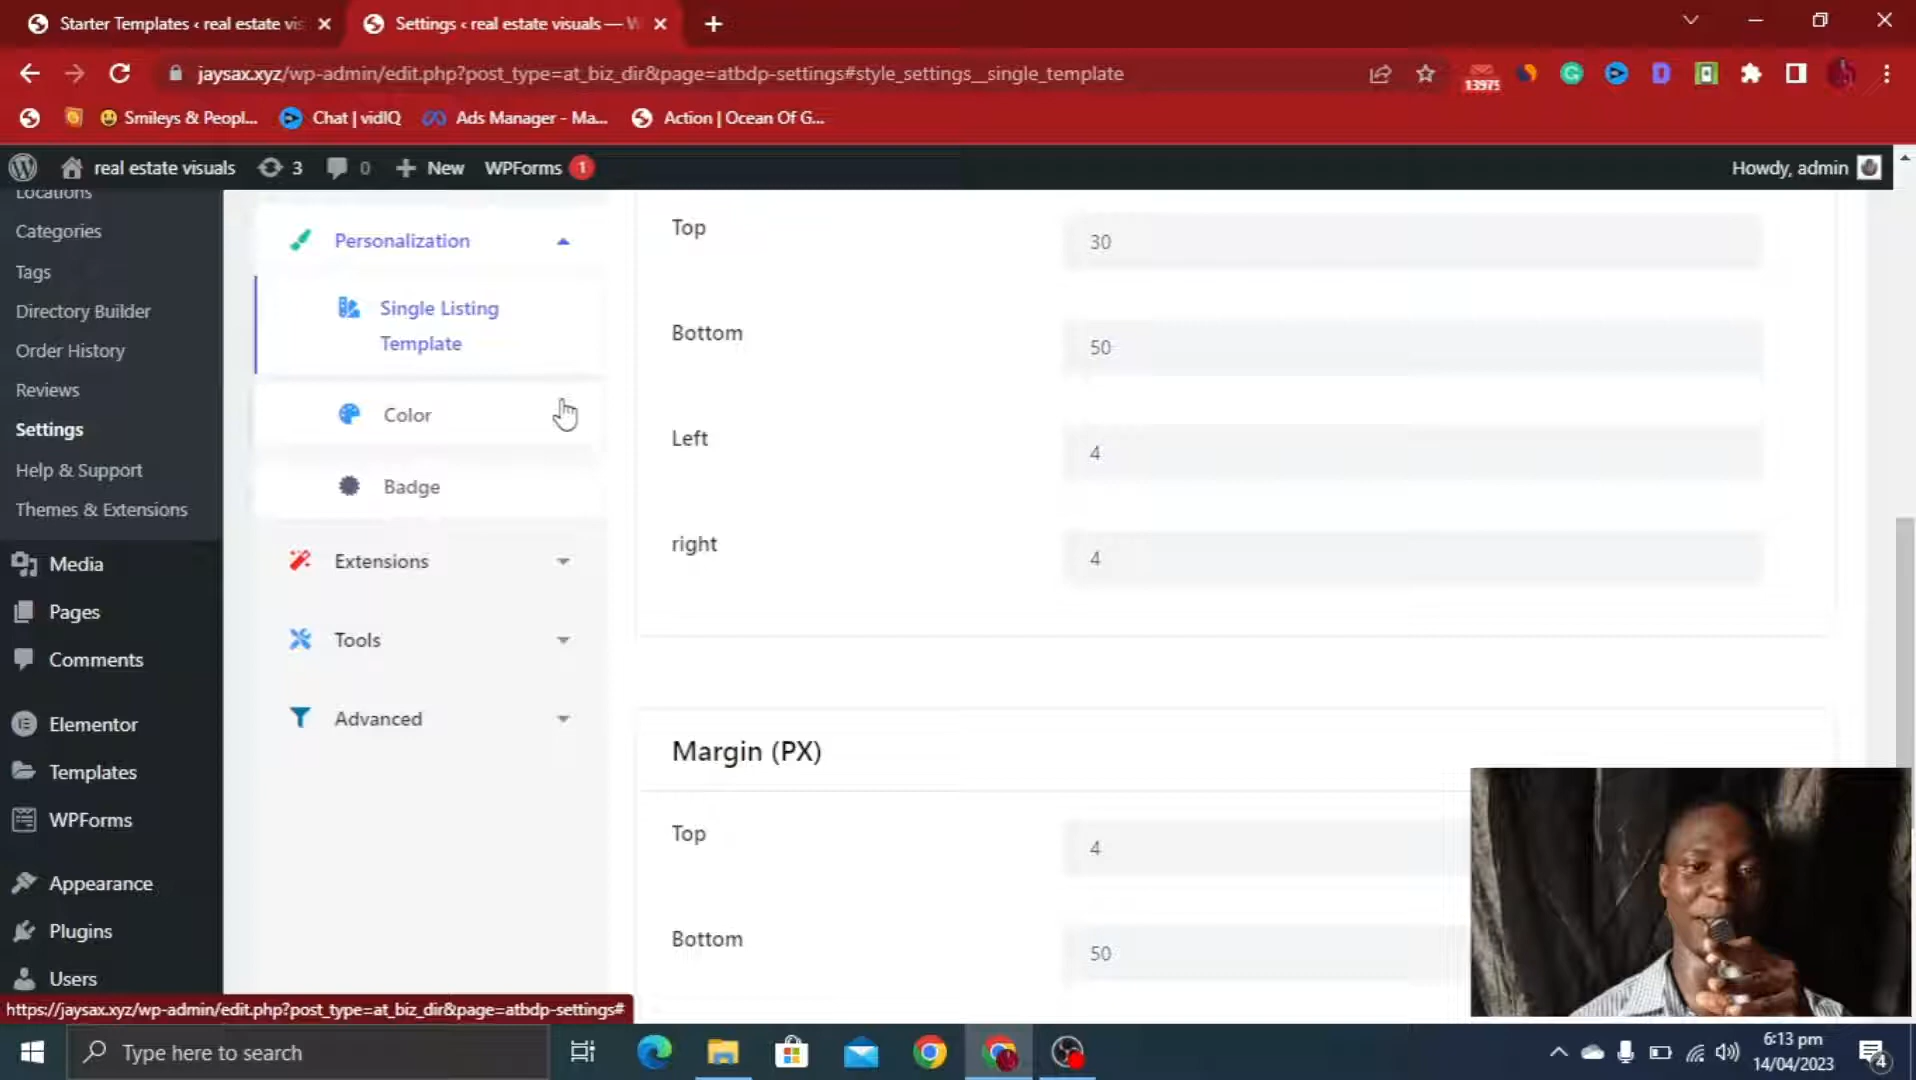 Starter Templates ‹ real estate vis
Settings ‹ real estate visuals — W
jaysax.xyz/wp-admin/edit.php?post_type=at_biz_dir&page=atbdp-settings#style_settings__single_template
13975
Smileys & Peopl...
Chat | vidIQ
Ads Manager - Ma...
Action | Ocean Of G...
real estate visuals
3
0
New
WPForms
1
Howdy, admin
Locations
Categories
Tags
Directory Builder
Order History
Reviews
Settings
Help & Support
Themes & Extensions
Media
Pages
Comments
Elementor
Templates
WPForms
Appearance
Plugins
Users
Personalization
Single Listing
Template
Color
Badge
Extensions
Tools
Advanced
Top
30
Bottom
50
Left
4
right
4
Margin (PX)
Top
4
Bottom
50
https://jaysax.xyz/wp-admin/edit.php?post_type=at_biz_dir&page=atbdp-settings#
Type here to search
6:13 pm
14/04/2023
4